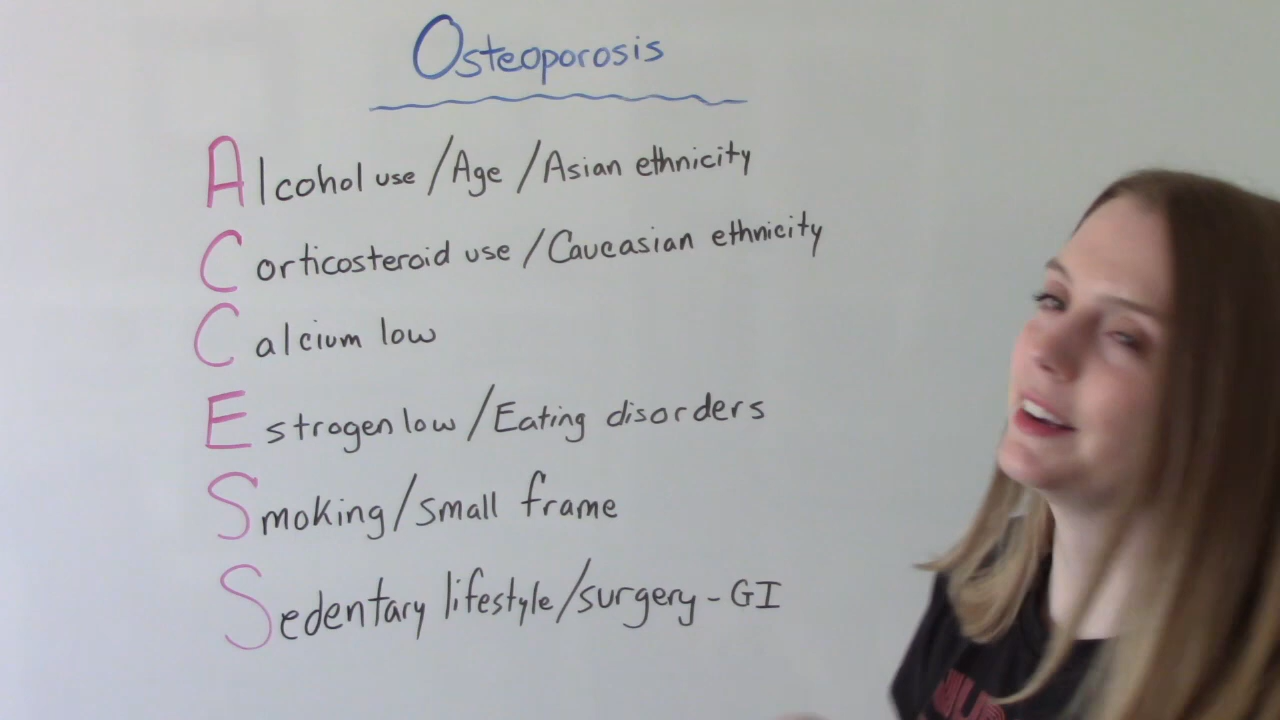 Osteoporosis
Alcohol use / Age / Asian ethnicity
Corticosteroid use / Caucasian ethnicity
Calcium low
Estrogen low / Eating disorders
Smoking / small frame
Sedentary lifestyle / surgery - GI